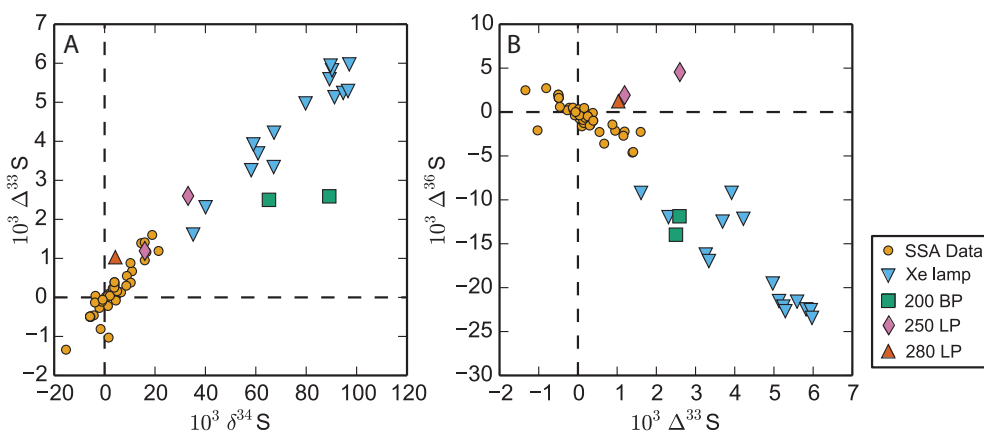 A
6
5
4
3
2
1
0
−1
−2
10³ Δ³³S
−20 0 20 40 60 80 100 120
10³ δ³⁴S
B
10
5
0
−5
−10
−15
−20
−25
−30
10³ Δ³⁶S
−2 −1 0 1 2 3 4 5 6 7
10³ Δ³³S
SSA Data
Xe lamp
200 BP
250 LP
280 LP